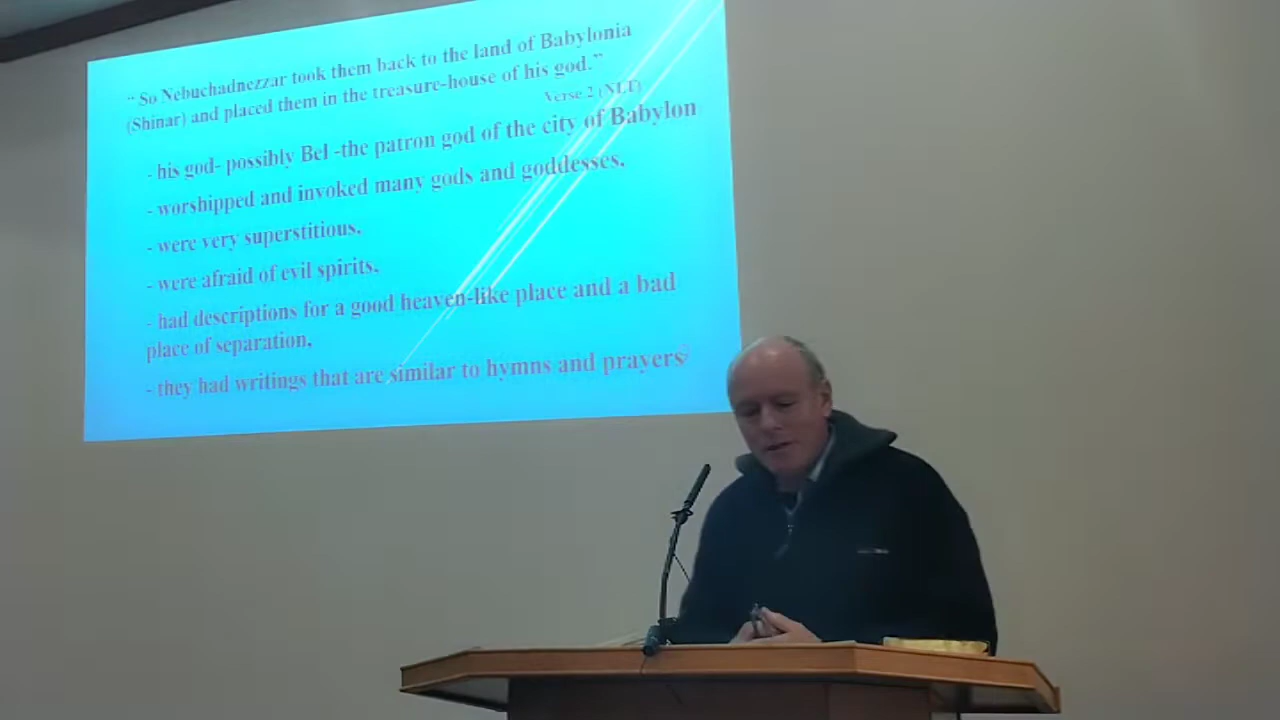 “ So Nebuchadnezzar took them back to the land of Babylonia
(Shinar) and placed them in the treasure-house of his god.”
Verse 2 (NLT)
- his god- possibly Bel -the patron god of the city of Babylon
- worshipped and invoked many gods and goddesses.
- were very superstitious.
- were afraid of evil spirits.
- had descriptions for a good heaven-like place and a bad
place of separation.
- they had writings that are similar to hymns and prayers